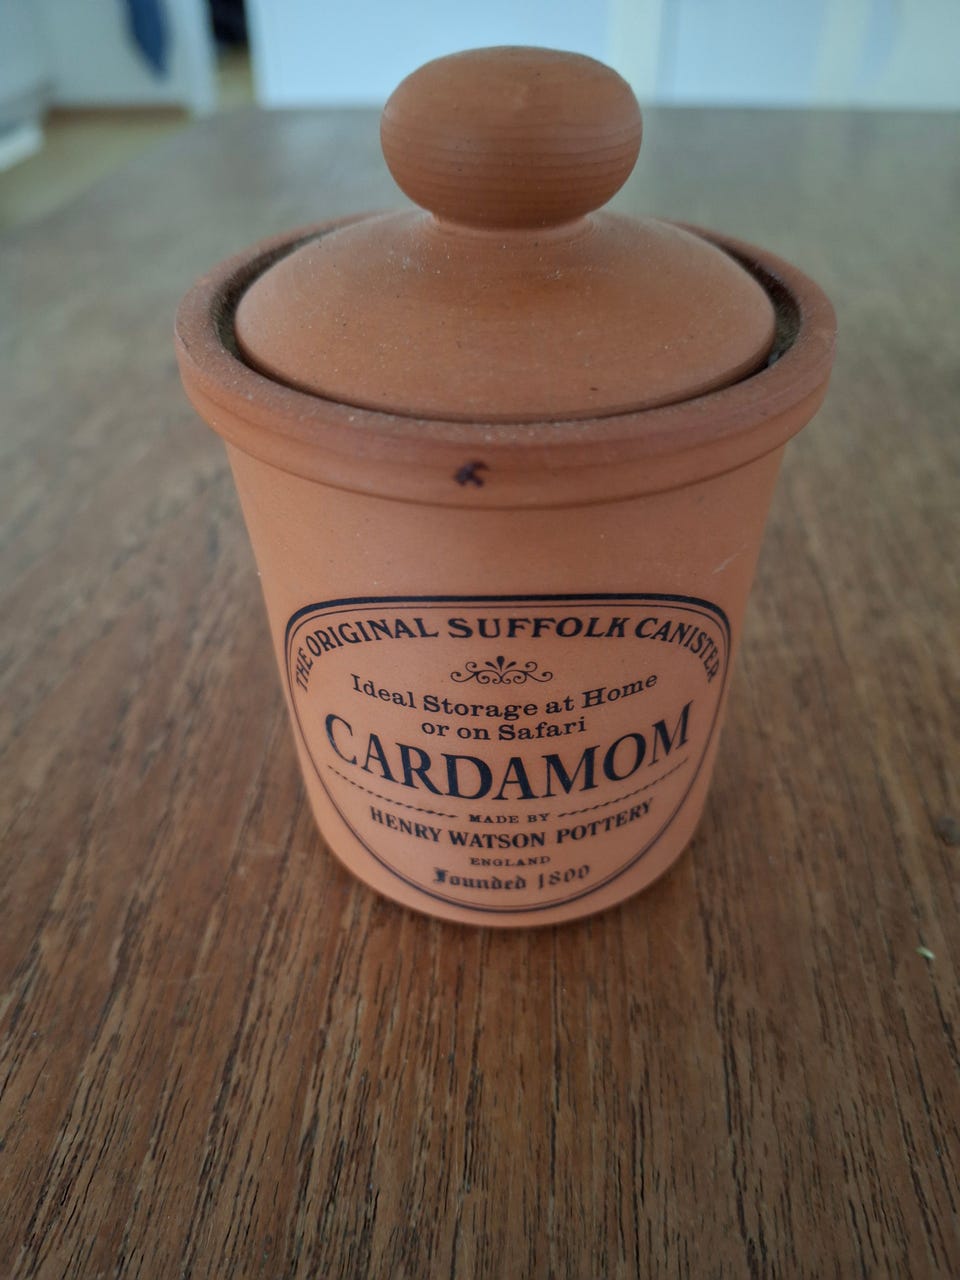 THE ORIGINAL SUFFOLK CANISTER
Ideal Storage at Home
or on Safari
CARDAMOM
MADE BY
HENRY WATSON POTTERY
ENGLAND
Founded 1800